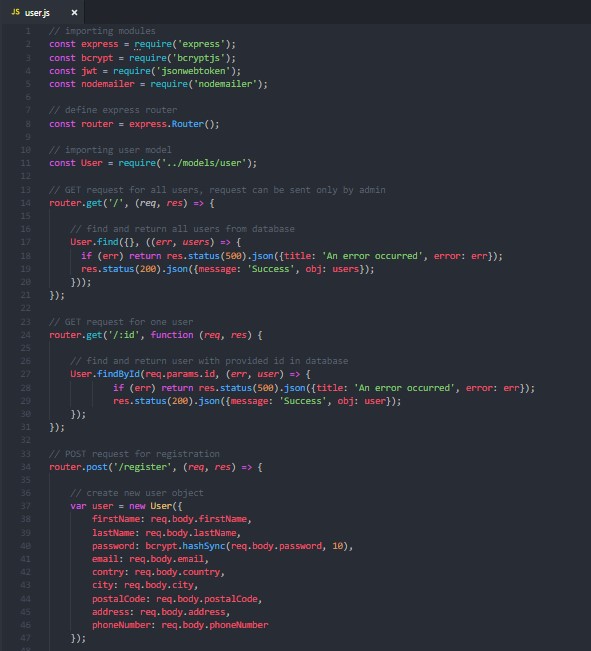 JS user.js ×
1 // importing modules
2 const express = require('express');
3 const bcrypt = require('bcryptjs');
4 const jwt = require('jsonwebtoken');
5 const nodemailer = require('nodemailer');
6
7 // define express router
8 const router = express.Router();
9
10 // importing user model
11 const User = require('../models/user');
12
13 // GET request for all users, request can be sent only by admin
14 router.get('/', (req, res) => {
15
16 // find and return all users from database
17 User.find({}, ((err, users) => {
18 if (err) return res.status(500).json({title: 'An error occurred', error: err});
19 res.status(200).json({message: 'Success', obj: users});
20 }));
21 });
22
23 // GET request for one user
24 router.get('/:id', function (req, res) {
25
26 // find and return user with provided id in database
27 User.findById(req.params.id, (err, user) => {
28 if (err) return res.status(500).json({title: 'An error occurred', error: err});
29 res.status(200).json({message: 'Success', obj: user});
30 });
31 });
32
33 // POST request for registration
34 router.post('/register', (req, res) => {
35
36 // create new user object
37 var user = new User({
38 firstName: req.body.firstName,
39 lastName: req.body.lastName,
40 password: bcrypt.hashSync(req.body.password, 10),
41 email: req.body.email,
42 contry: req.body.country,
43 city: req.body.city,
44 postalCode: req.body.postalCode,
45 address: req.body.address,
46 phoneNumber: req.body.phoneNumber
47 });
48